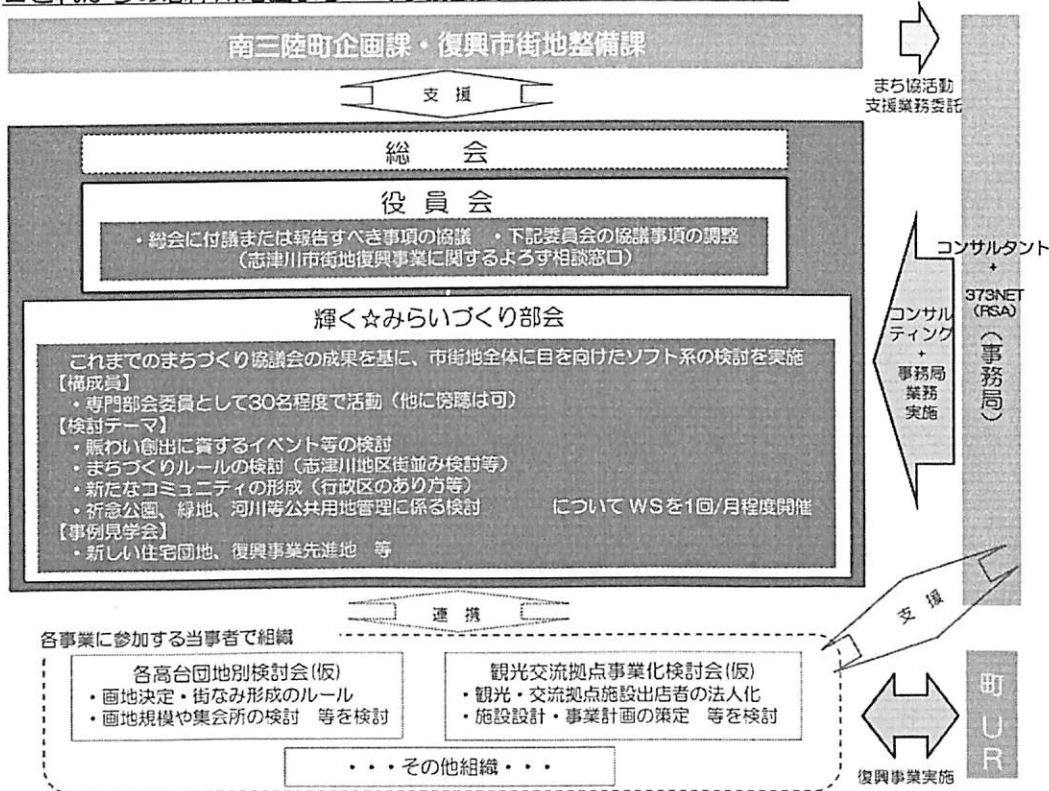 南三陸町企画課・復興市街地整備課
まち協活動
支援業務委託
支 援
総 会
役 員 会
・総会に付議または報告すべき事項の協議 ・下記委員会の協議事項の調整
(志津川市街地復興事業に関するよろず相談窓口)
輝く☆みらいづくり部会
これまでのまちづくり協議会の成果を基に、市街地全体に目を向けたソフト系の検討を実施
【構成員】
・専門部会委員として30名程度で活動(他に傍聴は可)
【検討テーマ】
・賑わい創出に資するイベント等の検討
・まちづくりルールの検討(志津川地区街並み検討等)
・新たなコミュニティの形成(行政区のあり方等)
・祈念公園、緑地、河川等公共用地管理に係る検討 について WSを1回/月程度開催
【事例見学会】
・新しい住宅団地、復興事業先進地 等
コンサル
ティング
+
事務局
業務
実施
コンサルタント
+
373NET
(RSA)
(事務局)
連 携
支 援
各事業に参加する当事者で組織
各高台団地別検討会(仮)
・画地決定・街なみ形成のルール
・画地規模や集会所の検討 等を検討
観光交流拠点事業化検討会(仮)
・観光・交流拠点施設出店者の法人化
・施設設計・事業計画の策定 等を検討
・・・その他組織・・・
復興事業実施
町
UR